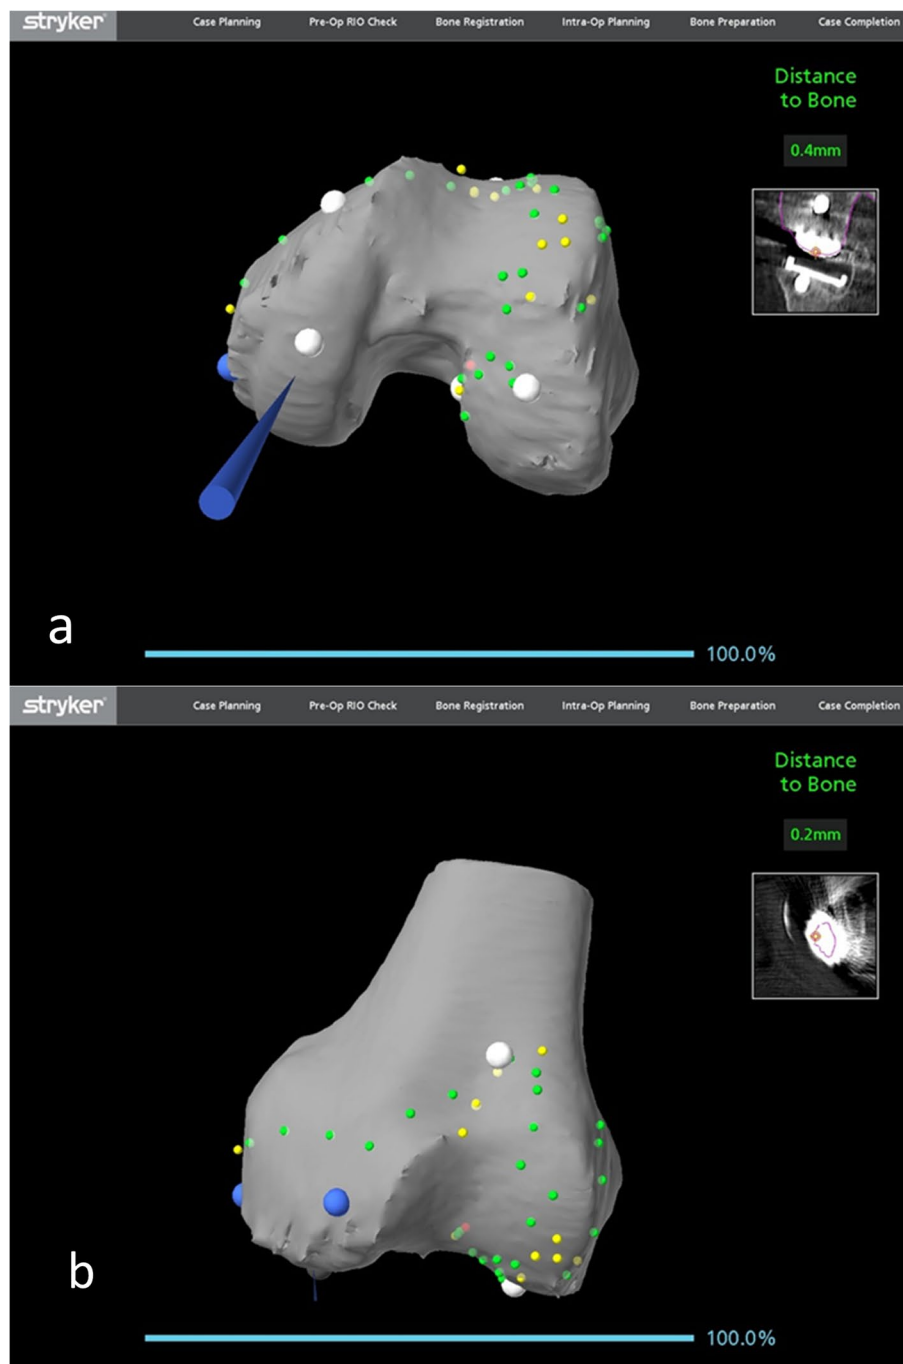 stryker Case Planning Pre-Op RIO Check Bone Registration Intra-Op Planning Bone Preparation Case Completion
Distance
to Bone
0.4mm
a
100.0%
stryker Case Planning Pre-Op RIO Check Bone Registration Intra-Op Planning Bone Preparation Case Completion
Distance
to Bone
0.2mm
b
100.0%